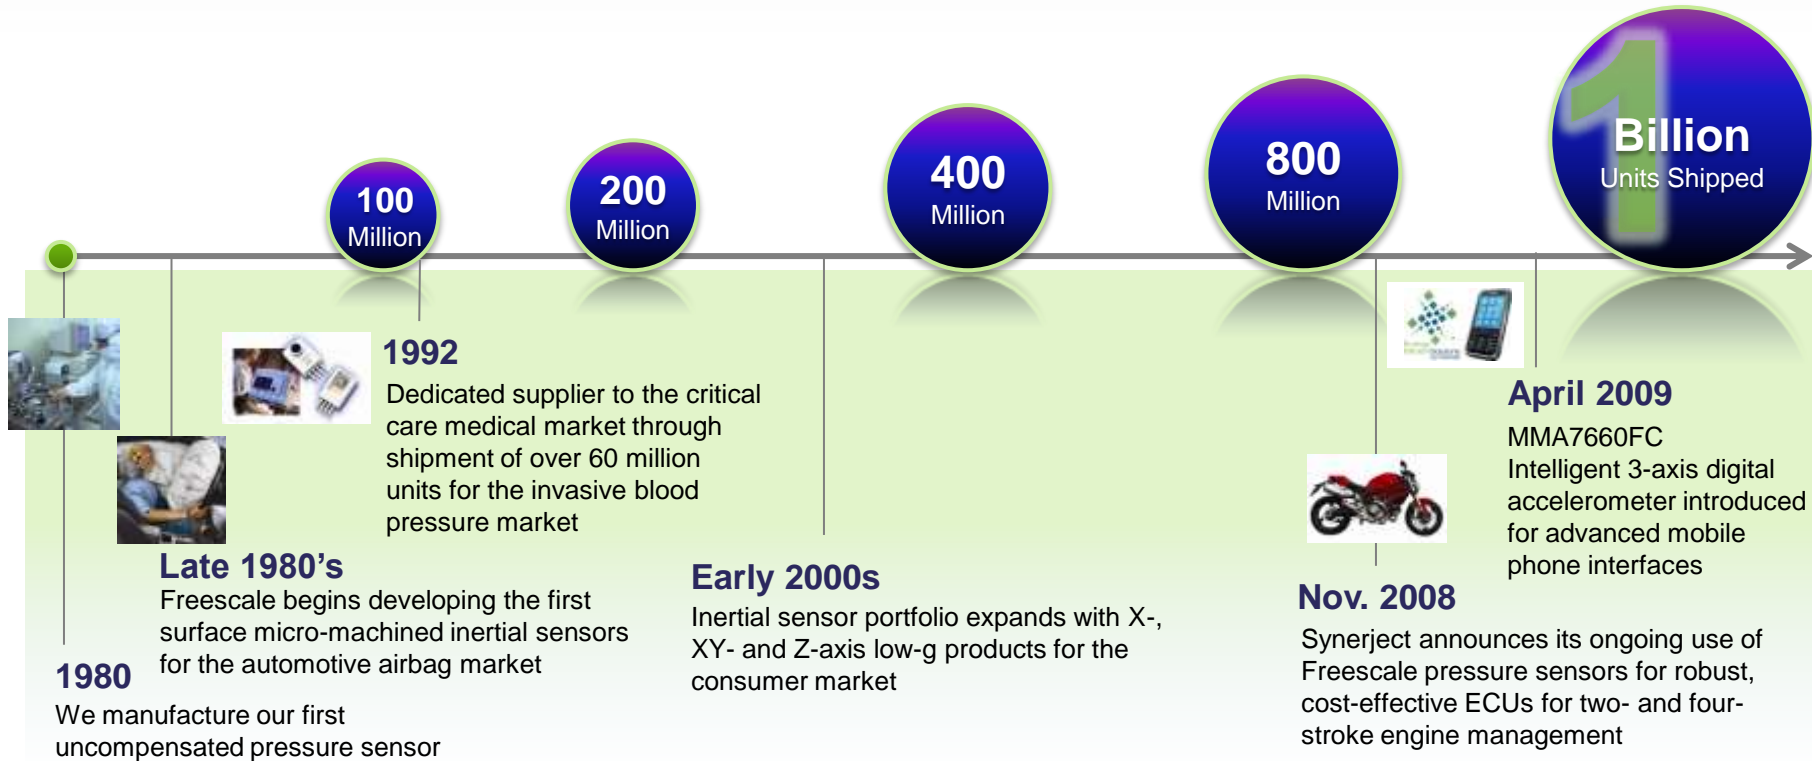 100
Million
200
Million
400
Million
800
Million
1
Billion
Units Shipped
1980
We manufacture our first
uncompensated pressure sensor
Late 1980's
Freescale begins developing the first
surface micro-machined inertial sensors
for the automotive airbag market
1992
Dedicated supplier to the critical
care medical market through
shipment of over 60 million
units for the invasive blood
pressure market
Early 2000s
Inertial sensor portfolio expands with X-,
XY- and Z-axis low-g products for the
consumer market
Nov. 2008
Synerject announces its ongoing use of
Freescale pressure sensors for robust,
cost-effective ECUs for two- and four-
stroke engine management
April 2009
MMA7660FC
Intelligent 3-axis digital
accelerometer introduced
for advanced mobile
phone interfaces